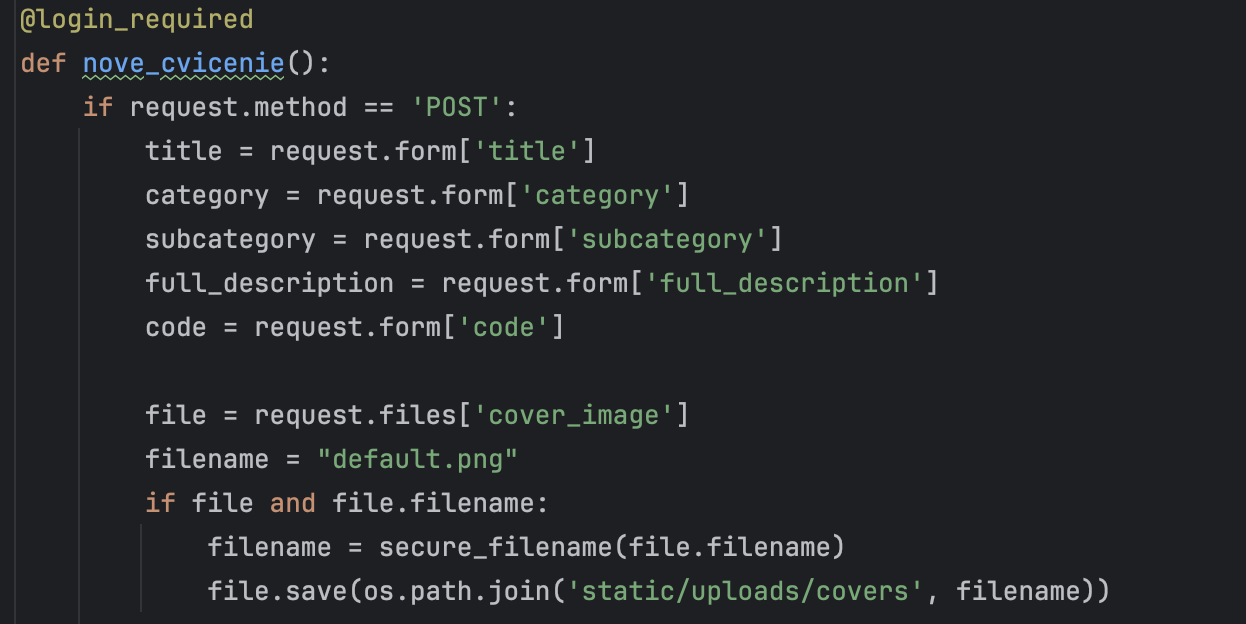 @login_required
def nove_cvicenie():
    if request.method == 'POST':
        title = request.form['title']
        category = request.form['category']
        subcategory = request.form['subcategory']
        full_description = request.form['full_description']
        code = request.form['code']

        file = request.files['cover_image']
        filename = "default.png"
        if file and file.filename:
            filename = secure_filename(file.filename)
            file.save(os.path.join('static/uploads/covers', filename))